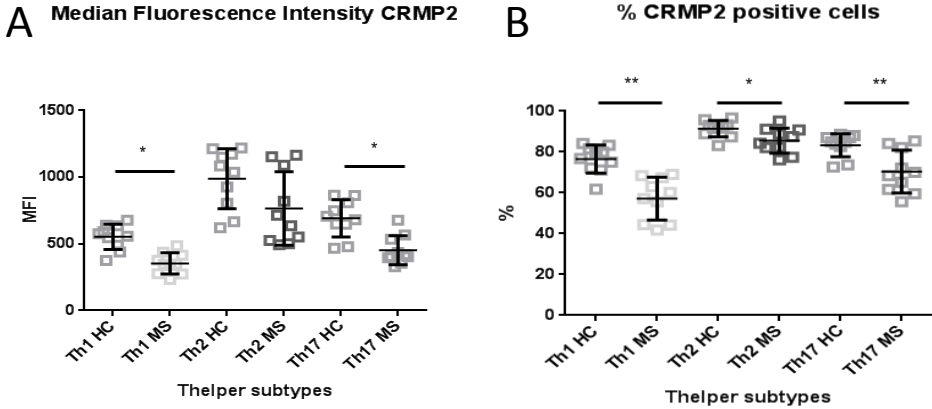 A
Median Fluorescence Intensity CRMP2
MFI
1500
1000
500
0
*
*
Th1 HC
Th1 MS
Th2 HC
Th2 MS
Th17 HC
Th17 MS
Thelper subtypes
B
% CRMP2 positive cells
%
100
80
60
40
20
0
**
*
**
Th1 HC
Th1 MS
Th2 HC
Th2 MS
Th17 HC
Th17 MS
Thelper subtypes